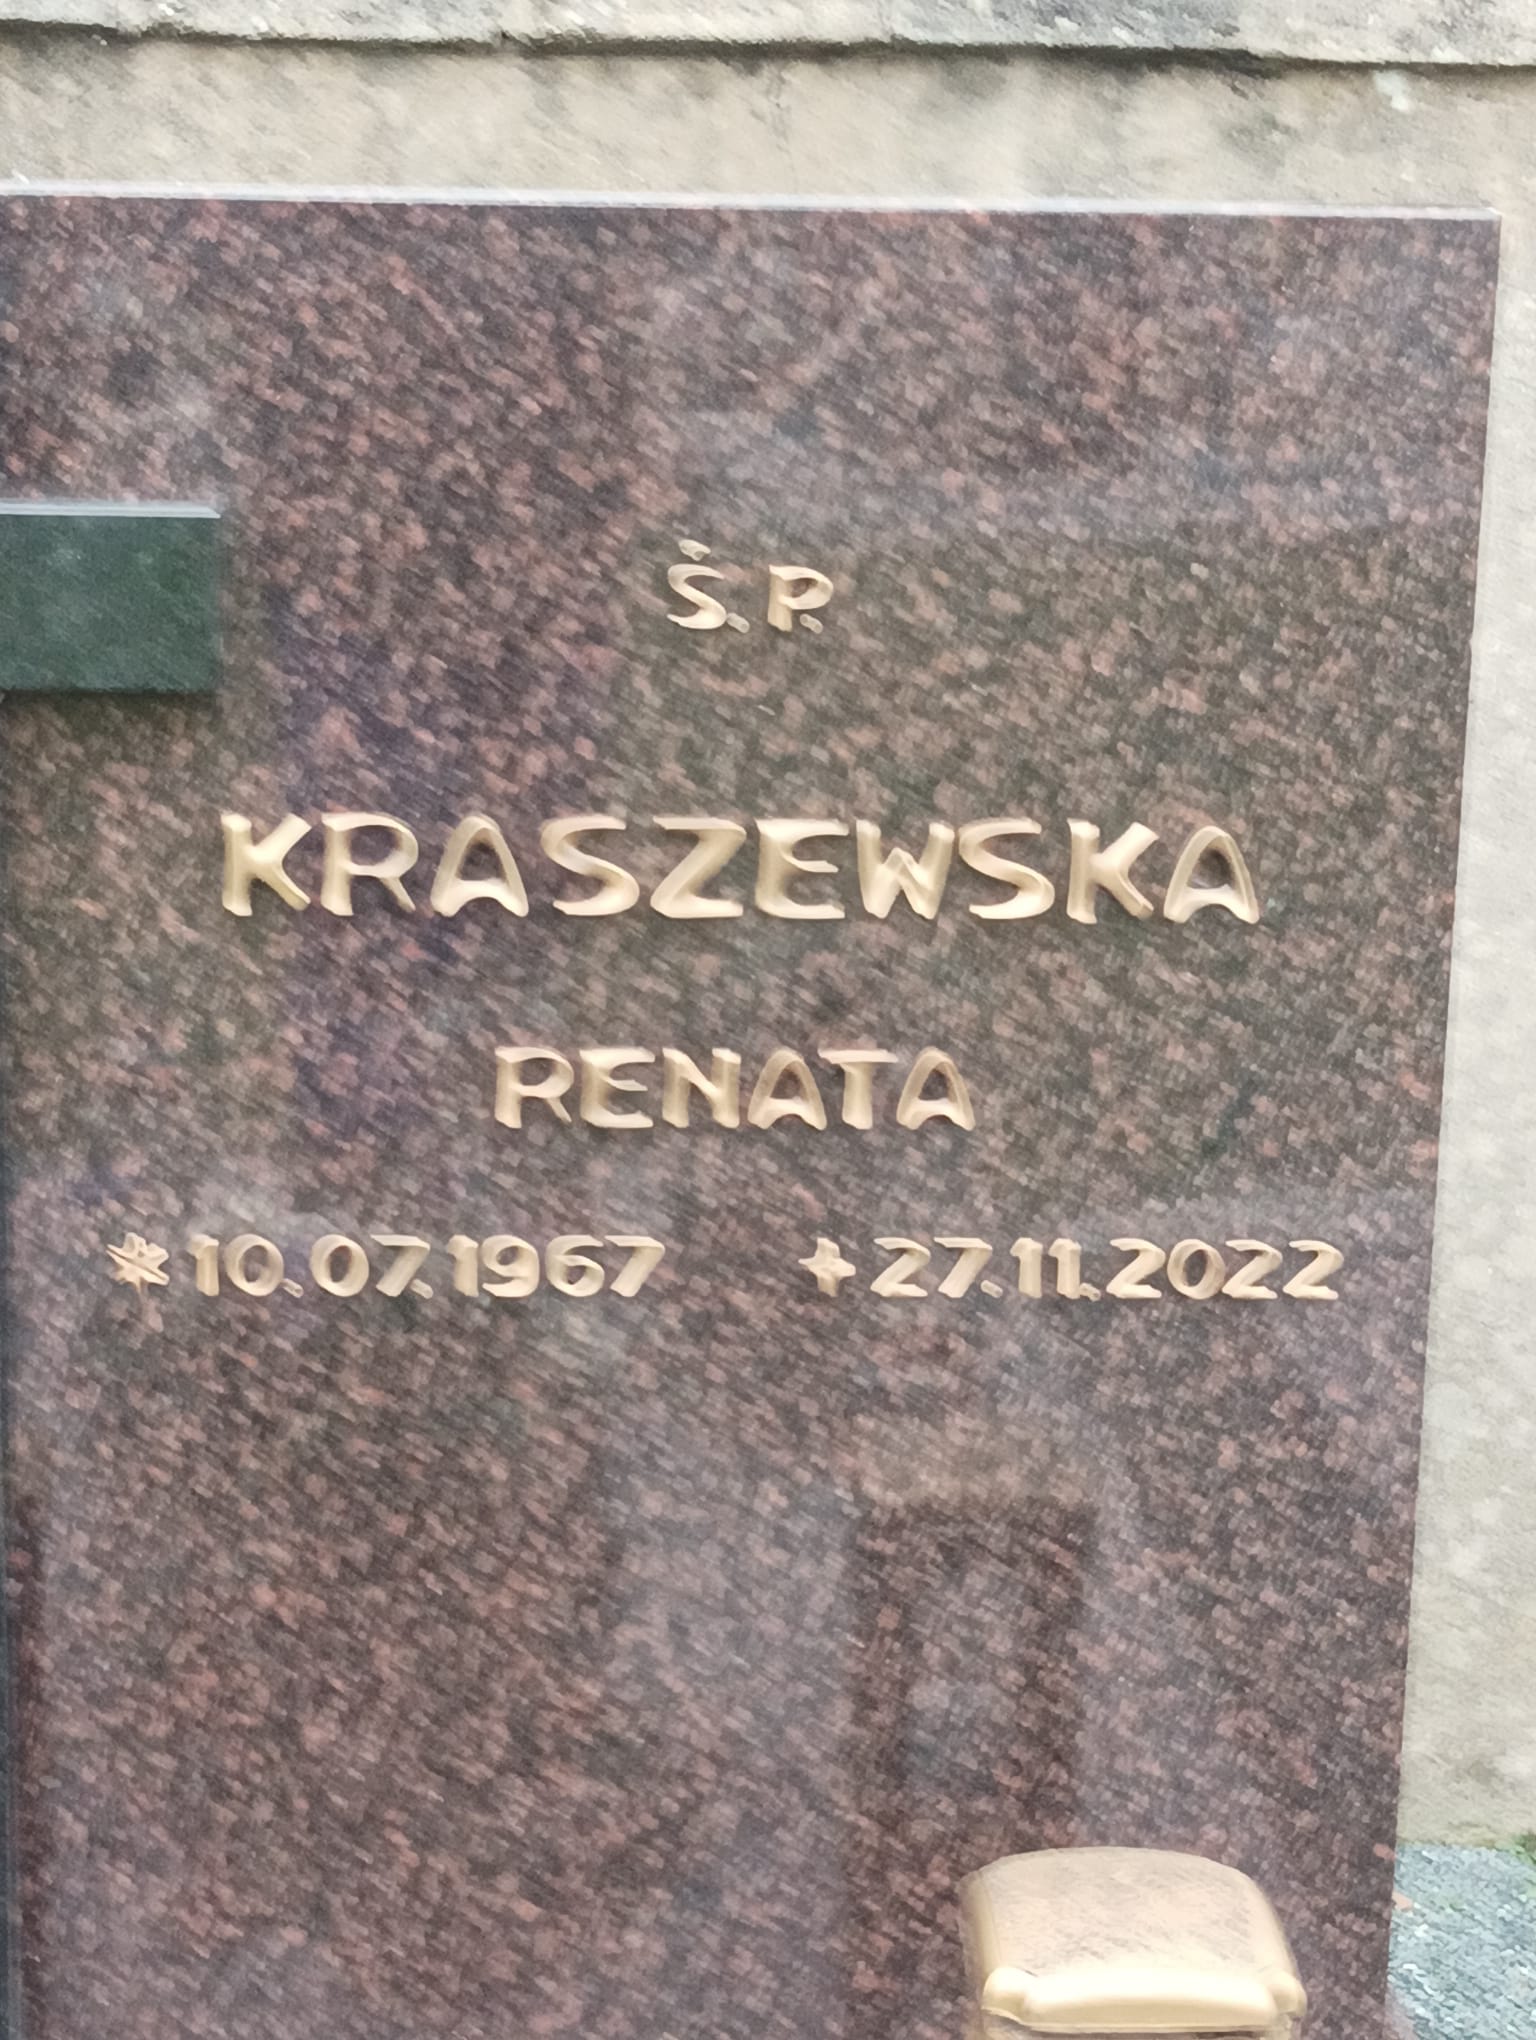 Ś. P.
KRASZEWSKA
RENATA
* 10.07.1967 + 27.11.2022